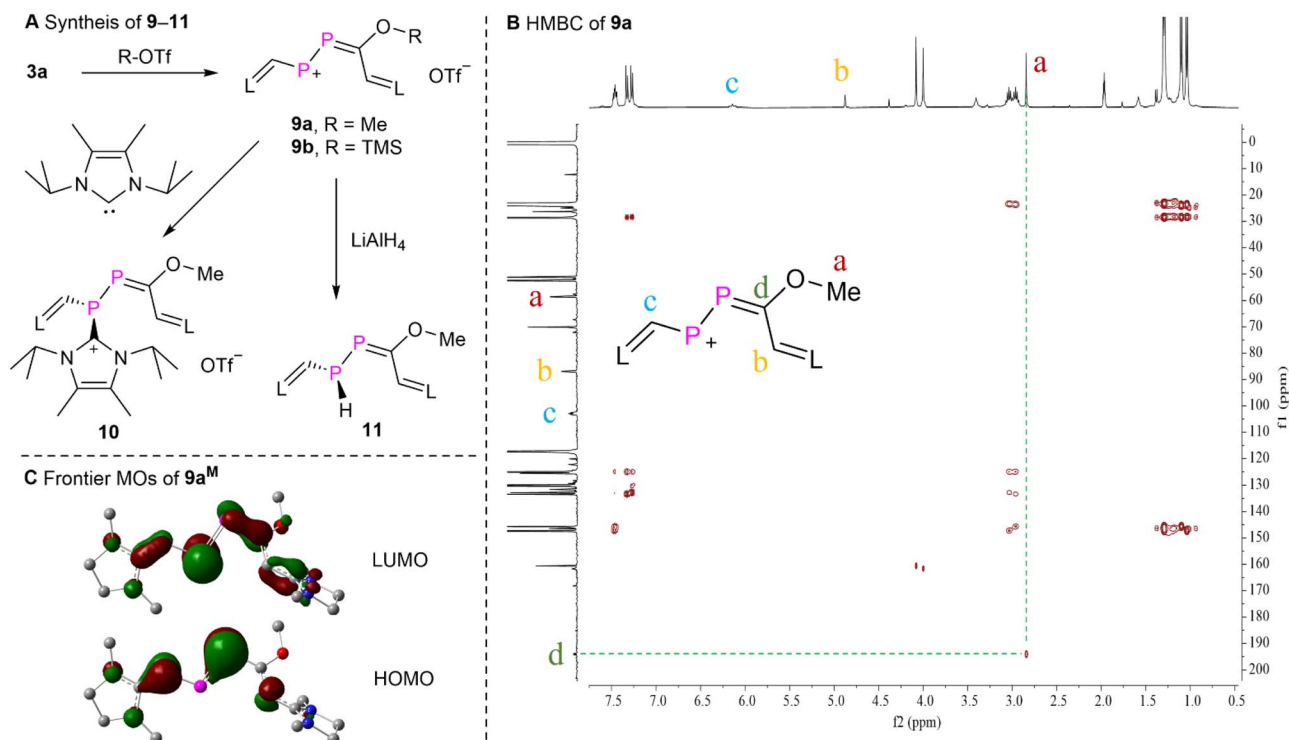 A Syntheis of 9–11
3a
R-OTf
L
P
+
P
O
R
L
OTf⁻
9a, R = Me
9b, R = TMS
N
N
:
LiAlH4
P
O
Me
L
P
L
N
+
N
OTf⁻
10
P
O
Me
L
P
H
L
11
C Frontier MOs of 9aᴹ
LUMO
HOMO
B HMBC of 9a
c
b
a
a
b
c
d
c
L
P
+
P
d
O
a
Me
b
L
0
10
20
30
40
50
60
70
80
90
100
110
120
130
140
150
160
170
180
190
200
f1 (ppm)
7.5 7.0 6.5 6.0 5.5 5.0 4.5 4.0 3.5 3.0 2.5 2.0 1.5 1.0 0.5
f2 (ppm)